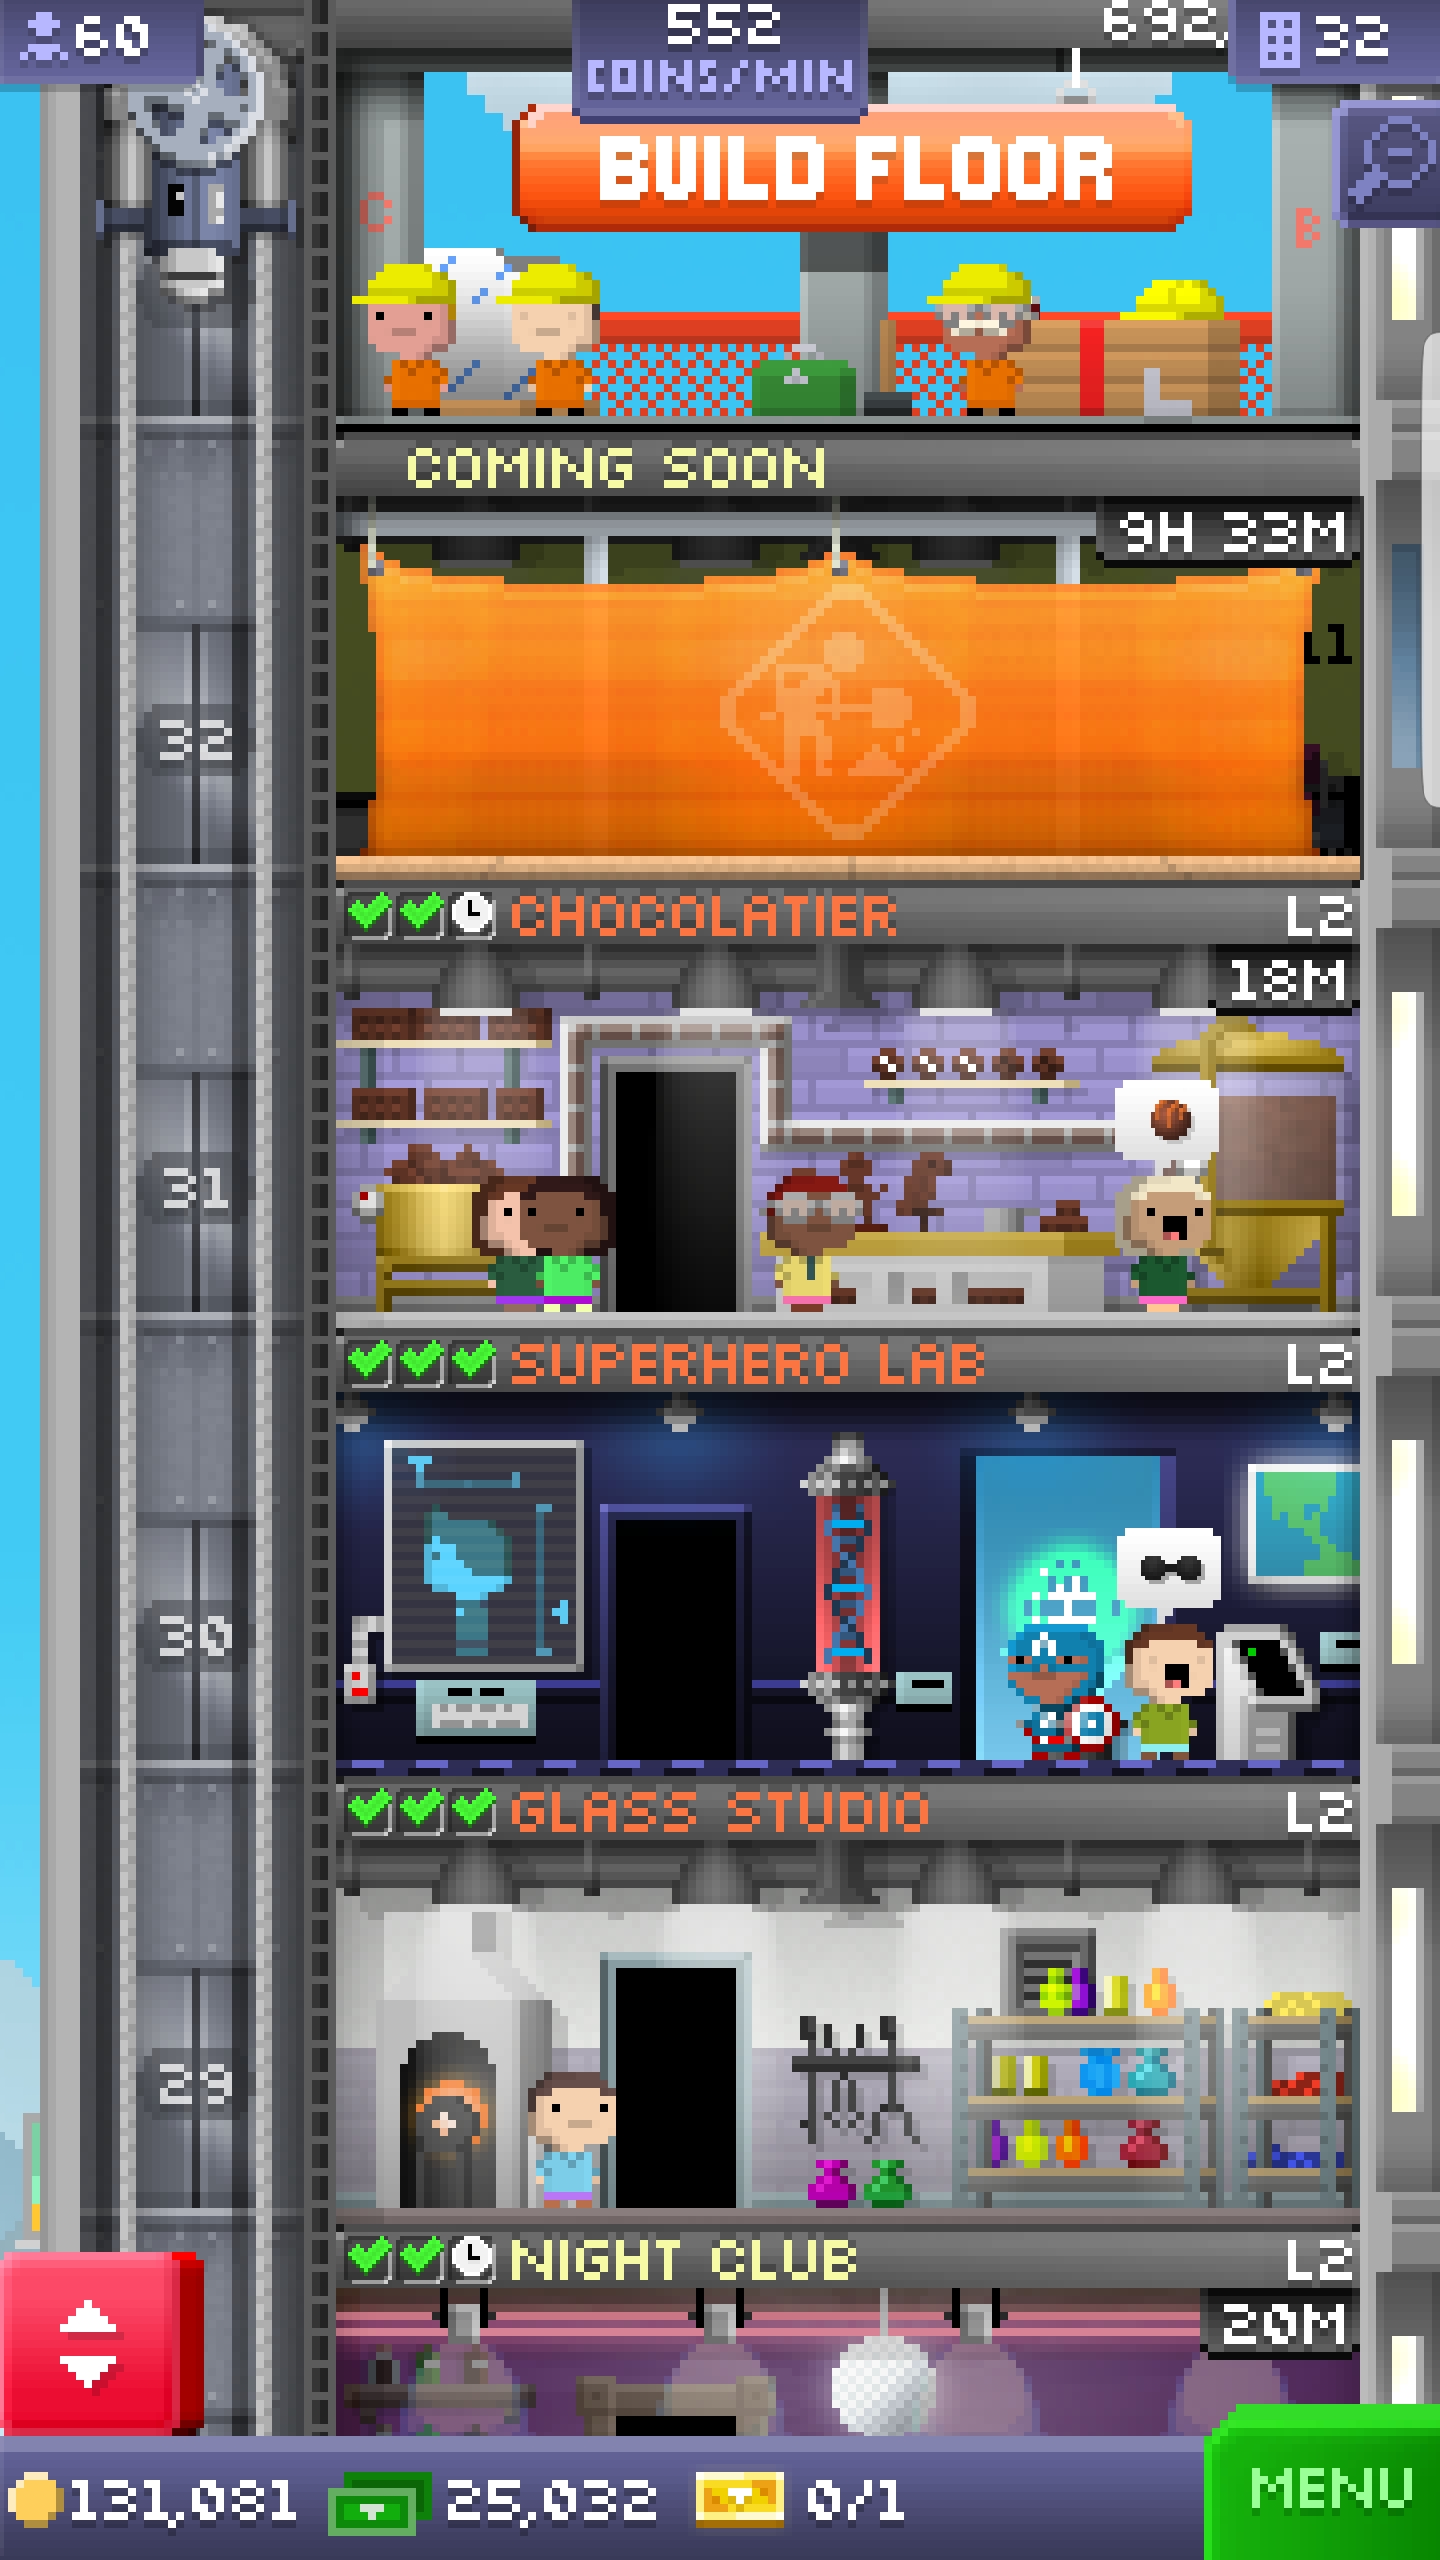 60
552
COINS/MIN
692,
32
BUILD FLOOR
C
B
COMING SOON
9H 33M
11
32
CHOCOLATIER L2
18M
31
SUPERHERO LAB L2
30
GLASS STUDIO L2
29
NIGHT CLUB L2
20M
131,081 25,032 0/1
MENU